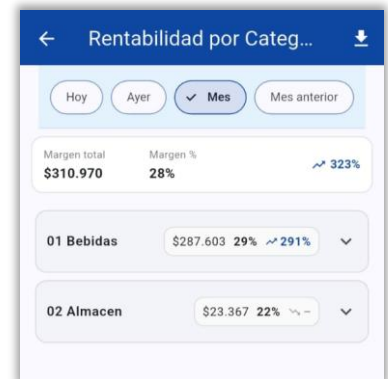 Rentabilidad por Categ...
Hoy Ayer Mes Mes anterior
Margen total Margen %
$310.970 28% 323%
01 Bebidas $287.603 29% 291%
02 Almacen $23.367 22% –